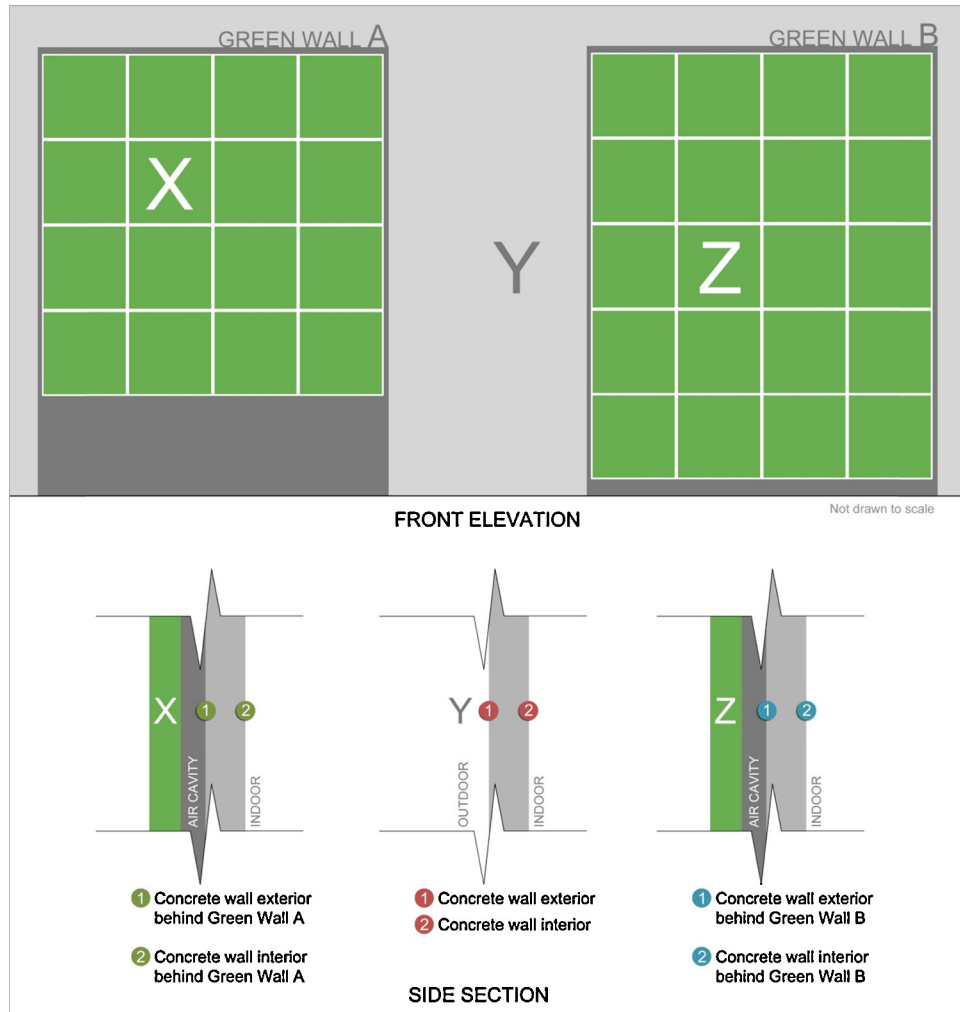 GREEN WALL A
GREEN WALL B
X
Y
Z
FRONT ELEVATION
Not drawn to scale
X
1
2
AIR CAVITY
INDOOR
Y
1
2
OUTDOOR
INDOOR
Z
1
2
AIR CAVITY
INDOOR
1 Concrete wall exterior
behind Green Wall A
2 Concrete wall interior
behind Green Wall A
1 Concrete wall exterior
2 Concrete wall interior
1 Concrete wall exterior
behind Green Wall B
2 Concrete wall interior
behind Green Wall B
SIDE SECTION